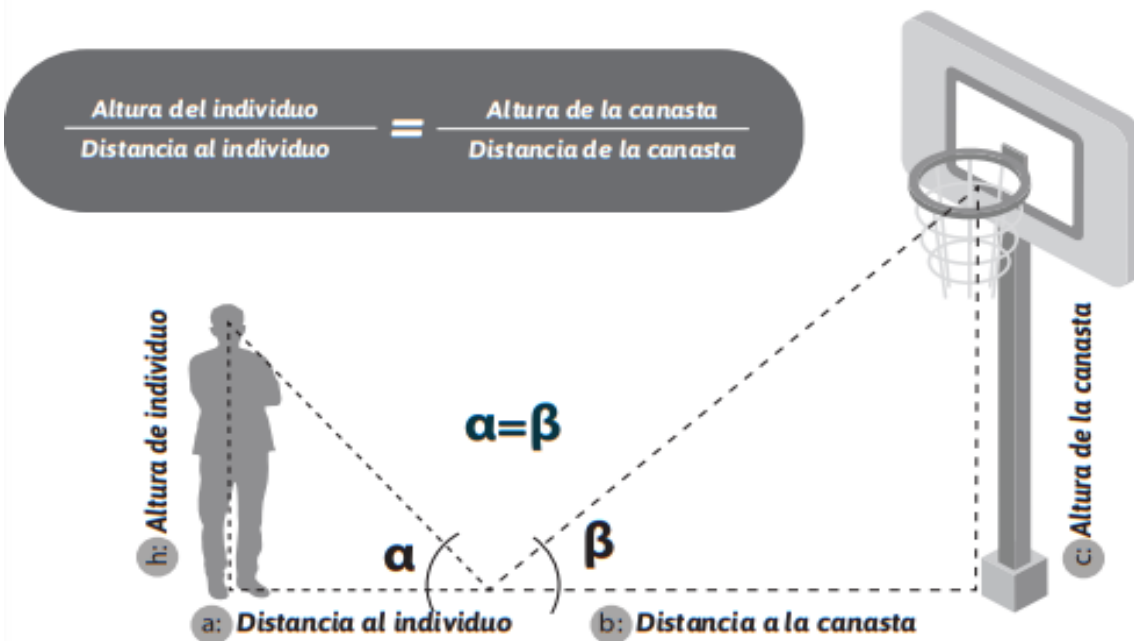 Altura del individuo
Distancia al individuo
=
Altura de la canasta
Distancia de la canasta
h: Altura de individuo
α=β
α
β
c: Altura de la canasta
a: Distancia al individuo
b: Distancia a la canasta